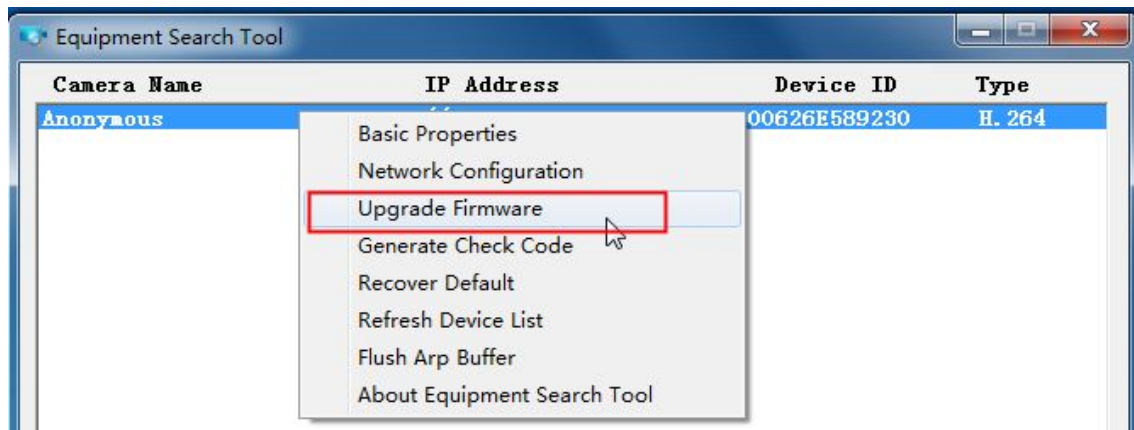 Equipment Search Tool
Camera Name IP Address Device ID Type
Anonymous 00626E589230 H.264
Basic Properties
Network Configuration
Upgrade Firmware
Generate Check Code
Recover Default
Refresh Device List
Flush Arp Buffer
About Equipment Search Tool